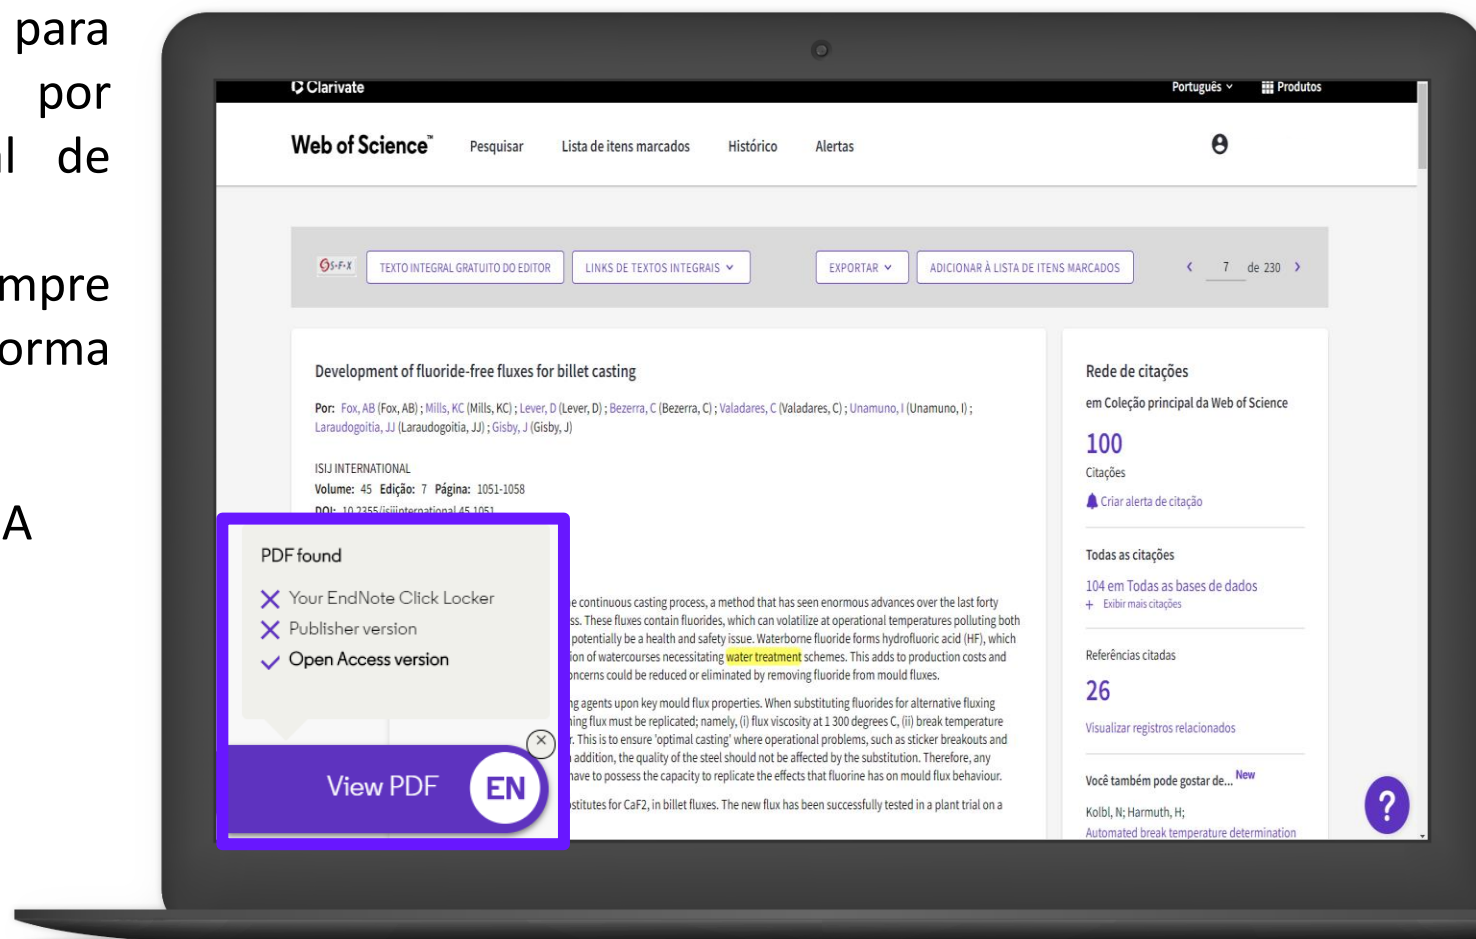 para
por
l de
mpre
orma
A
Clarivate
Português
Produtos
Web of Science™
Pesquisar
Lista de itens marcados
Histórico
Alertas
S·F·X
TEXTO INTEGRAL GRATUITO DO EDITOR
LINKS DE TEXTOS INTEGRAIS
EXPORTAR
ADICIONAR À LISTA DE ITENS MARCADOS
7 de 230
Development of fluoride-free fluxes for billet casting
Por: Fox, AB (Fox, AB) ; Mills, KC (Mills, KC) ; Lever, D (Lever, D) ; Bezerra, C (Bezerra, C) ; Valadares, C (Valadares, C) ; Unamuno, I (Unamuno, I) ;
Laraudogoitia, JJ (Laraudogoitia, JJ) ; Gisby, J (Gisby, J)
ISIJ INTERNATIONAL
Volume: 45 Edição: 7 Página: 1051-1058
DOI: 10.2355/isijinternational.45.1051
PDF found
Your EndNote Click Locker
Publisher version
Open Access version
View PDF
EN
e continuous casting process, a method that has seen enormous advances over the last forty
ss. These fluxes contain fluorides, which can volatilize at operational temperatures polluting both
potentially be a health and safety issue. Waterborne fluoride forms hydrofluoric acid (HF), which
ion of watercourses necessitating water treatment schemes. This adds to production costs and
oncerns could be reduced or eliminated by removing fluoride from mould fluxes.
ng agents upon key mould flux properties. When substituting fluorides for alternative fluxing
ning flux must be replicated; namely, (i) flux viscosity at 1 300 degrees C, (ii) break temperature
r. This is to ensure 'optimal casting' where operational problems, such as sticker breakouts and
addition, the quality of the steel should not be affected by the substitution. Therefore, any
have to possess the capacity to replicate the effects that fluorine has on mould flux behaviour.
stitutes for CaF2, in billet fluxes. The new flux has been successfully tested in a plant trial on a
Rede de citações
em Coleção principal da Web of Science
100
Citações
Criar alerta de citação
Todas as citações
104 em Todas as bases de dados
+ Exibir mais citações
Referências citadas
26
Visualizar registros relacionados
Você também pode gostar de... New
Kolbl, N; Harmuth, H;
Automated break temperature determination
?